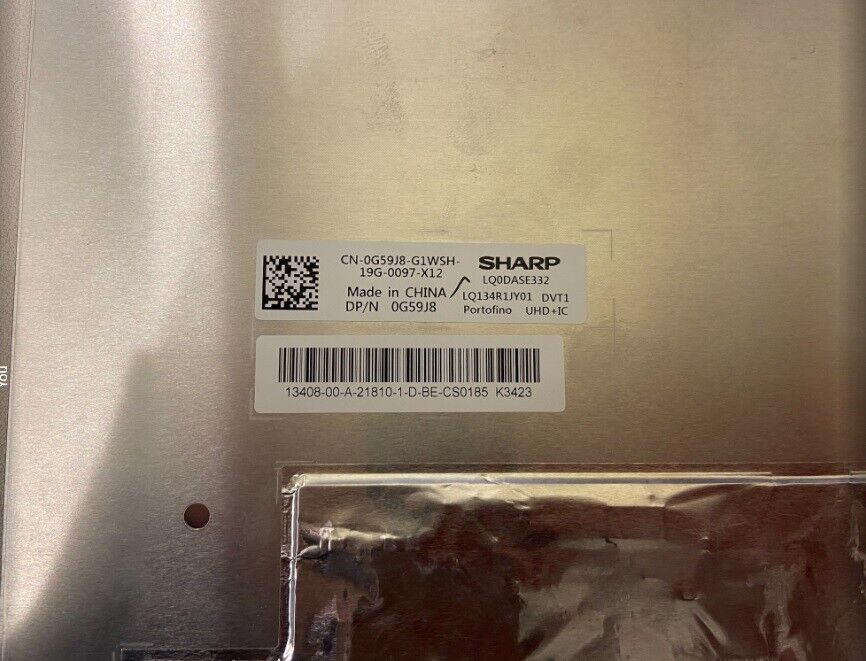 CN-0G59J8-G1WSH-
19G-0097-X12
Made in CHINA
DP/N 0G59J8
SHARP
LQ0DASE332
LQ134R1JY01 DVT1
Portofino UHD+IC
13408-00-A-21810-1-D-BE-CS0185 K3423
You